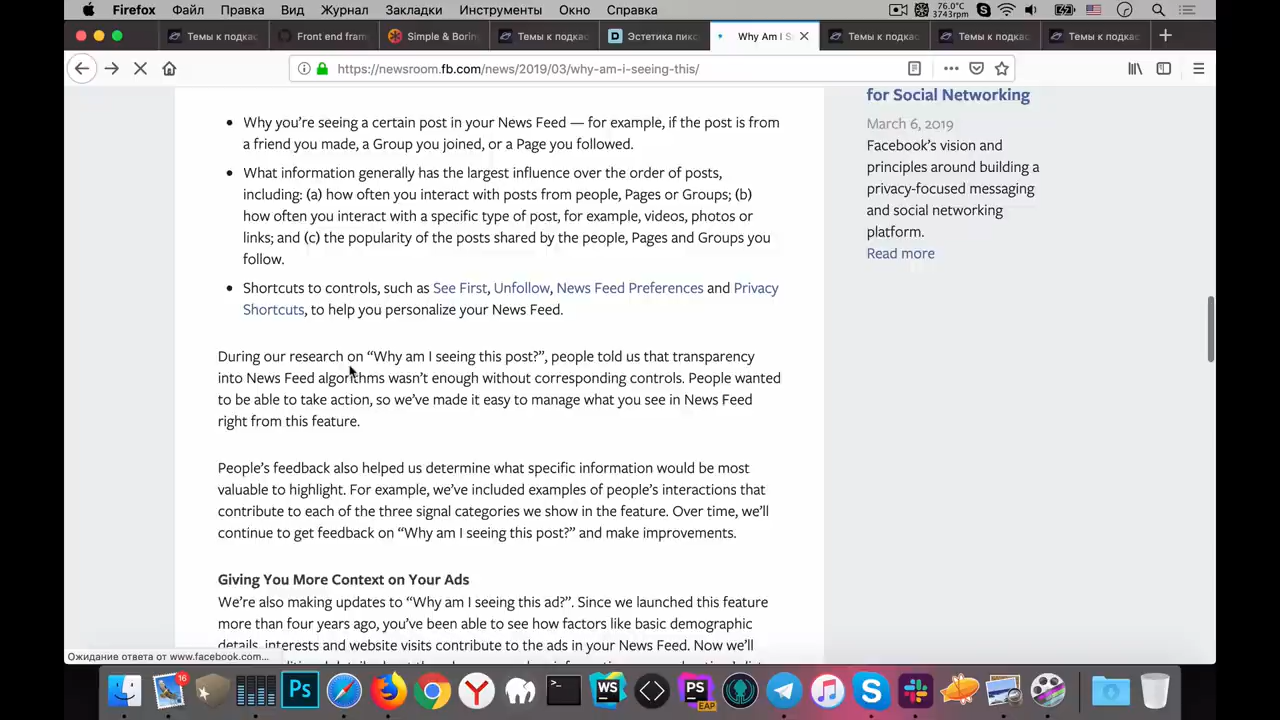 Firefox Файл Правка Вид Журнал Закладки Инструменты Окно Справка 76.0°C 3743rpm
Темы к подкас Front end fram Simple & Borin Темы к подкас Эстетика пикс Why Am I S Темы к подкас Темы к подкас Темы к подкас
https://newsroom.fb.com/news/2019/03/why-am-i-seeing-this/
Why you’re seeing a certain post in your News Feed — for example, if the post is from
a friend you made, a Group you joined, or a Page you followed.
What information generally has the largest influence over the order of posts,
including: (a) how often you interact with posts from people, Pages or Groups; (b)
how often you interact with a specific type of post, for example, videos, photos or
links; and (c) the popularity of the posts shared by the people, Pages and Groups you
follow.
Shortcuts to controls, such as See First, Unfollow, News Feed Preferences and Privacy
Shortcuts, to help you personalize your News Feed.
During our research on “Why am I seeing this post?”, people told us that transparency
into News Feed algorithms wasn’t enough without corresponding controls. People wanted
to be able to take action, so we’ve made it easy to manage what you see in News Feed
right from this feature.
People’s feedback also helped us determine what specific information would be most
valuable to highlight. For example, we’ve included examples of people’s interactions that
contribute to each of the three signal categories we show in the feature. Over time, we’ll
continue to get feedback on “Why am I seeing this post?” and make improvements.
Giving You More Context on Your Ads
We’re also making updates to “Why am I seeing this ad?”. Since we launched this feature
more than four years ago, you’ve been able to see how factors like basic demographic
details, interests and website visits contribute to the ads in your News Feed. Now we’ll
for Social Networking
March 6, 2019
Facebook’s vision and
principles around building a
privacy-focused messaging
and social networking
platform.
Read more
Ожидание ответа от www.facebook.com...
16
Ps
WS
PS
EAP